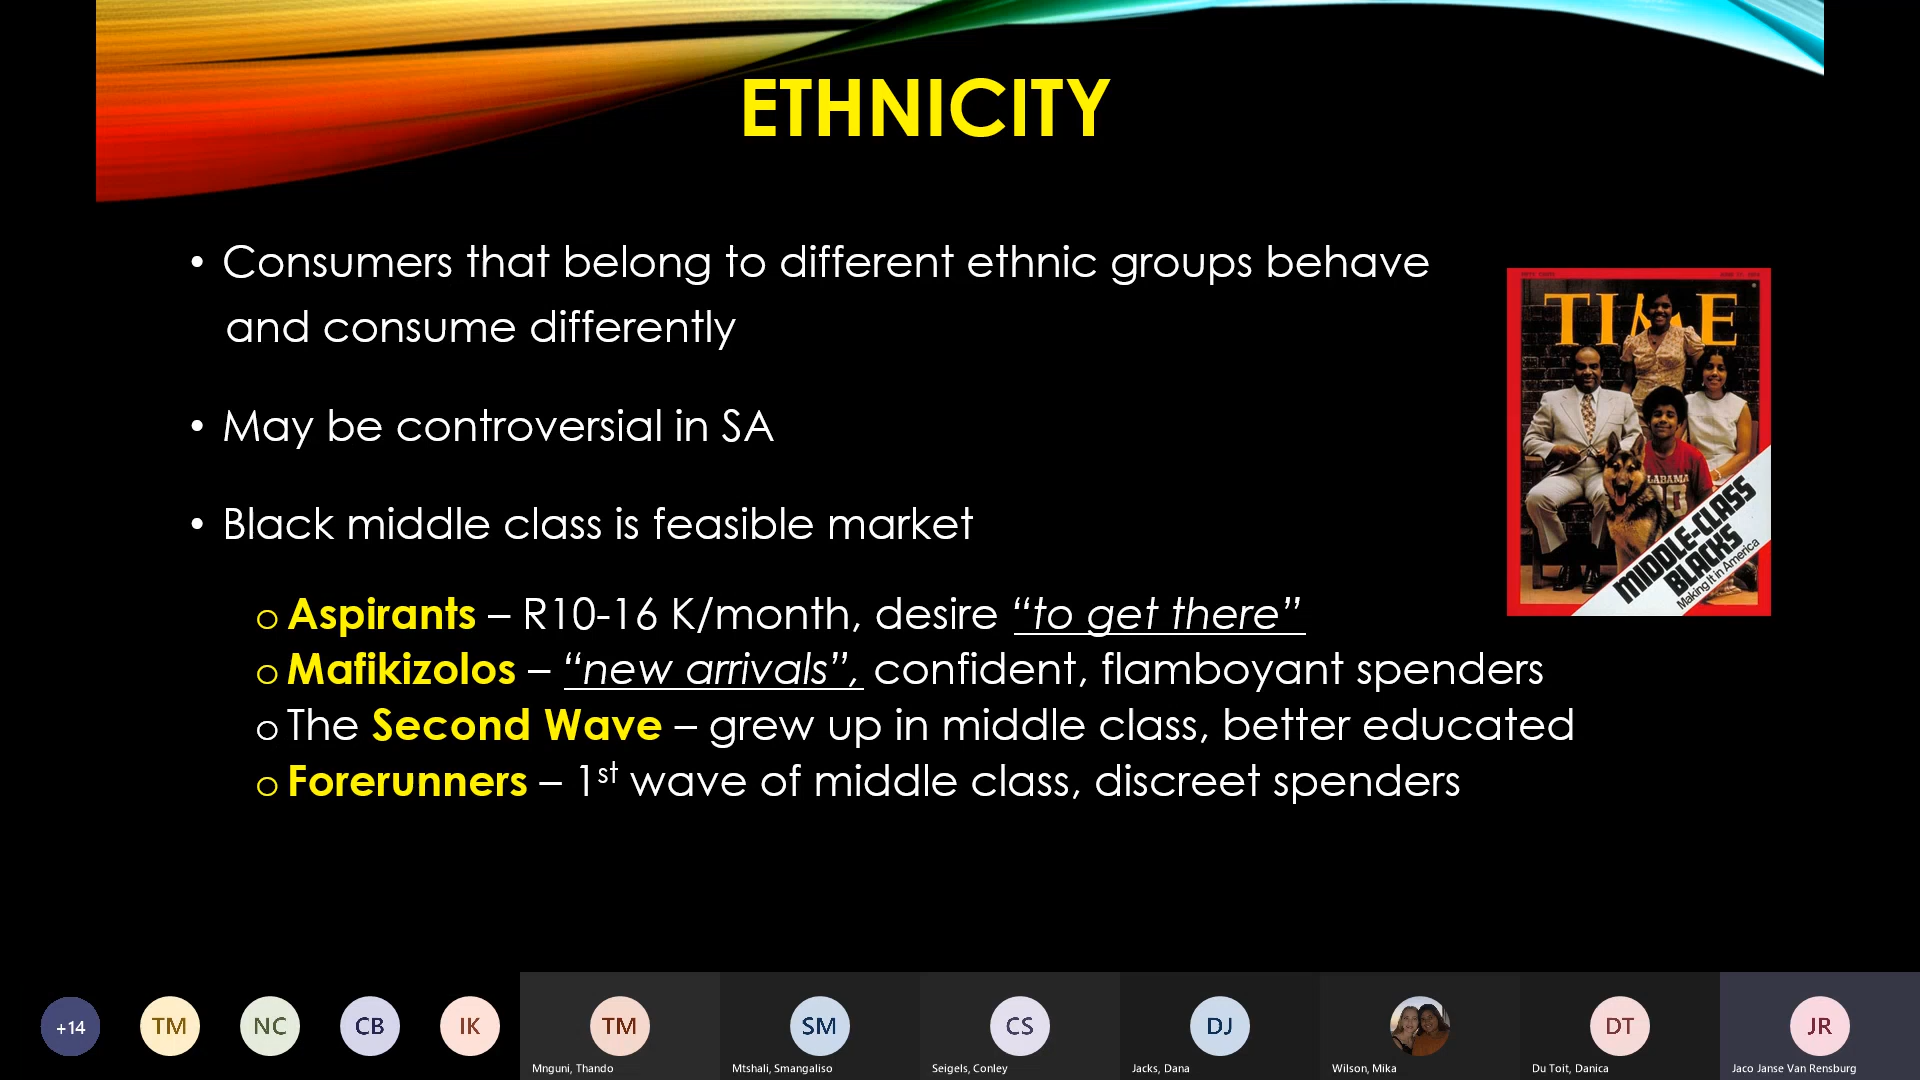 ETHNICITY
• Consumers that belong to different ethnic groups behave
and consume differently
• May be controversial in SA
• Black middle class is feasible market
o Aspirants – R10-16 K/month, desire “to get there”
o Mafikizolos – “new arrivals”, confident, flamboyant spenders
o The Second Wave – grew up in middle class, better educated
o Forerunners – 1st wave of middle class, discreet spenders
TIME
MIDDLE-CLASS
BLACKS
Making It in America
+14
TM
NC
CB
IK
TM
SM
CS
DJ
DT
JR
Mnguni, Thando
Mtshali, Smangaliso
Seigels, Conley
Jacks, Dana
Wilson, Mika
Du Toit, Danica
Jaco Janse Van Rensburg